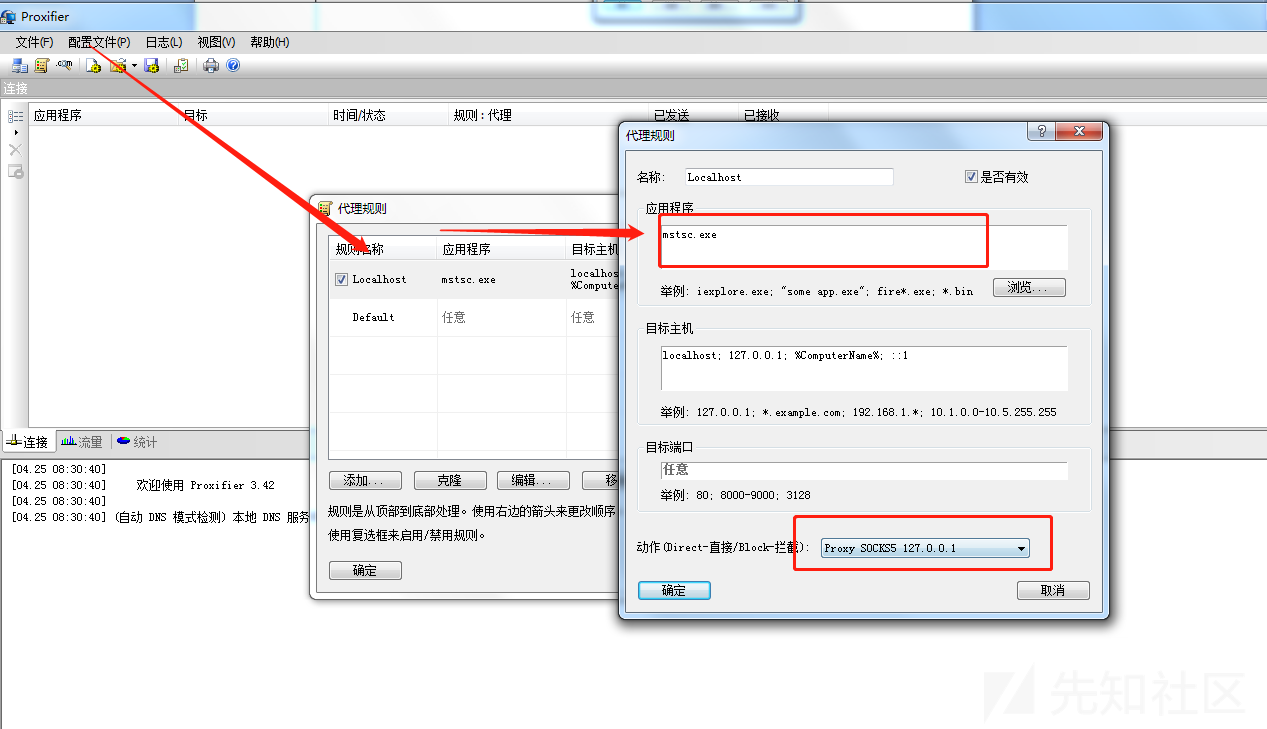 Proxifier
文件(F) 配置文件(P) 日志(L) 视图(V) 帮助(H)
连接
应用程序 目标 时间/状态 规则 : 代理 已发送 已接收
代理规则
规则名称 应用程序 目标主机
Localhost mstsc.exe localhos
%Compute
Default 任意 任意
添加... 克隆 编辑... 移
规则是从顶部到底部处理。使用右边的箭头来更改顺序
使用复选框来启用/禁用规则。
确定
代理规则
名称: Localhost 是否有效
应用程序
mstsc.exe
举例: iexplore.exe; "some app.exe"; fire*.exe; *.bin 浏览...
目标主机
localhost; 127.0.0.1; %ComputerName%; ::1
举例: 127.0.0.1; *.example.com; 192.168.1.*; 10.1.0.0-10.5.255.255
目标端口
任意
举例: 80; 8000-9000; 3128
动作(Direct-直接/Block-拦截): Proxy SOCKS5 127.0.0.1
确定 取消
连接 流量 统计
[04.25 08:30:40]
[04.25 08:30:40] 欢迎使用 Proxifier 3.42
[04.25 08:30:40]
[04.25 08:30:40] (自动 DNS 模式检测) 本地 DNS 服务
先知社区